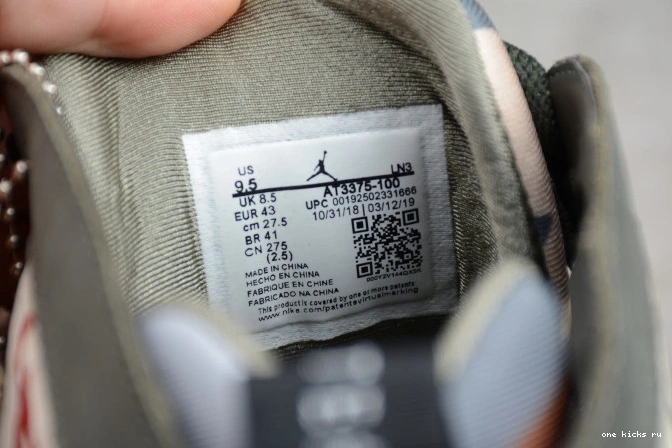 US
9.5
LN3
AT3375-100
UK 8.5
UPC 00192502331666
EUR 43
10/31/18 | 03/12/19
cm 27.5
BR 41
CN 275
(2.5)
MADE IN CHINA
HECHO EN CHINA
FABRIQUE EN CHINE
FABRICADO NA CHINA
This product is covered by one or more patents
www.nike.com/patentsvirtualmarking
one kicks ru